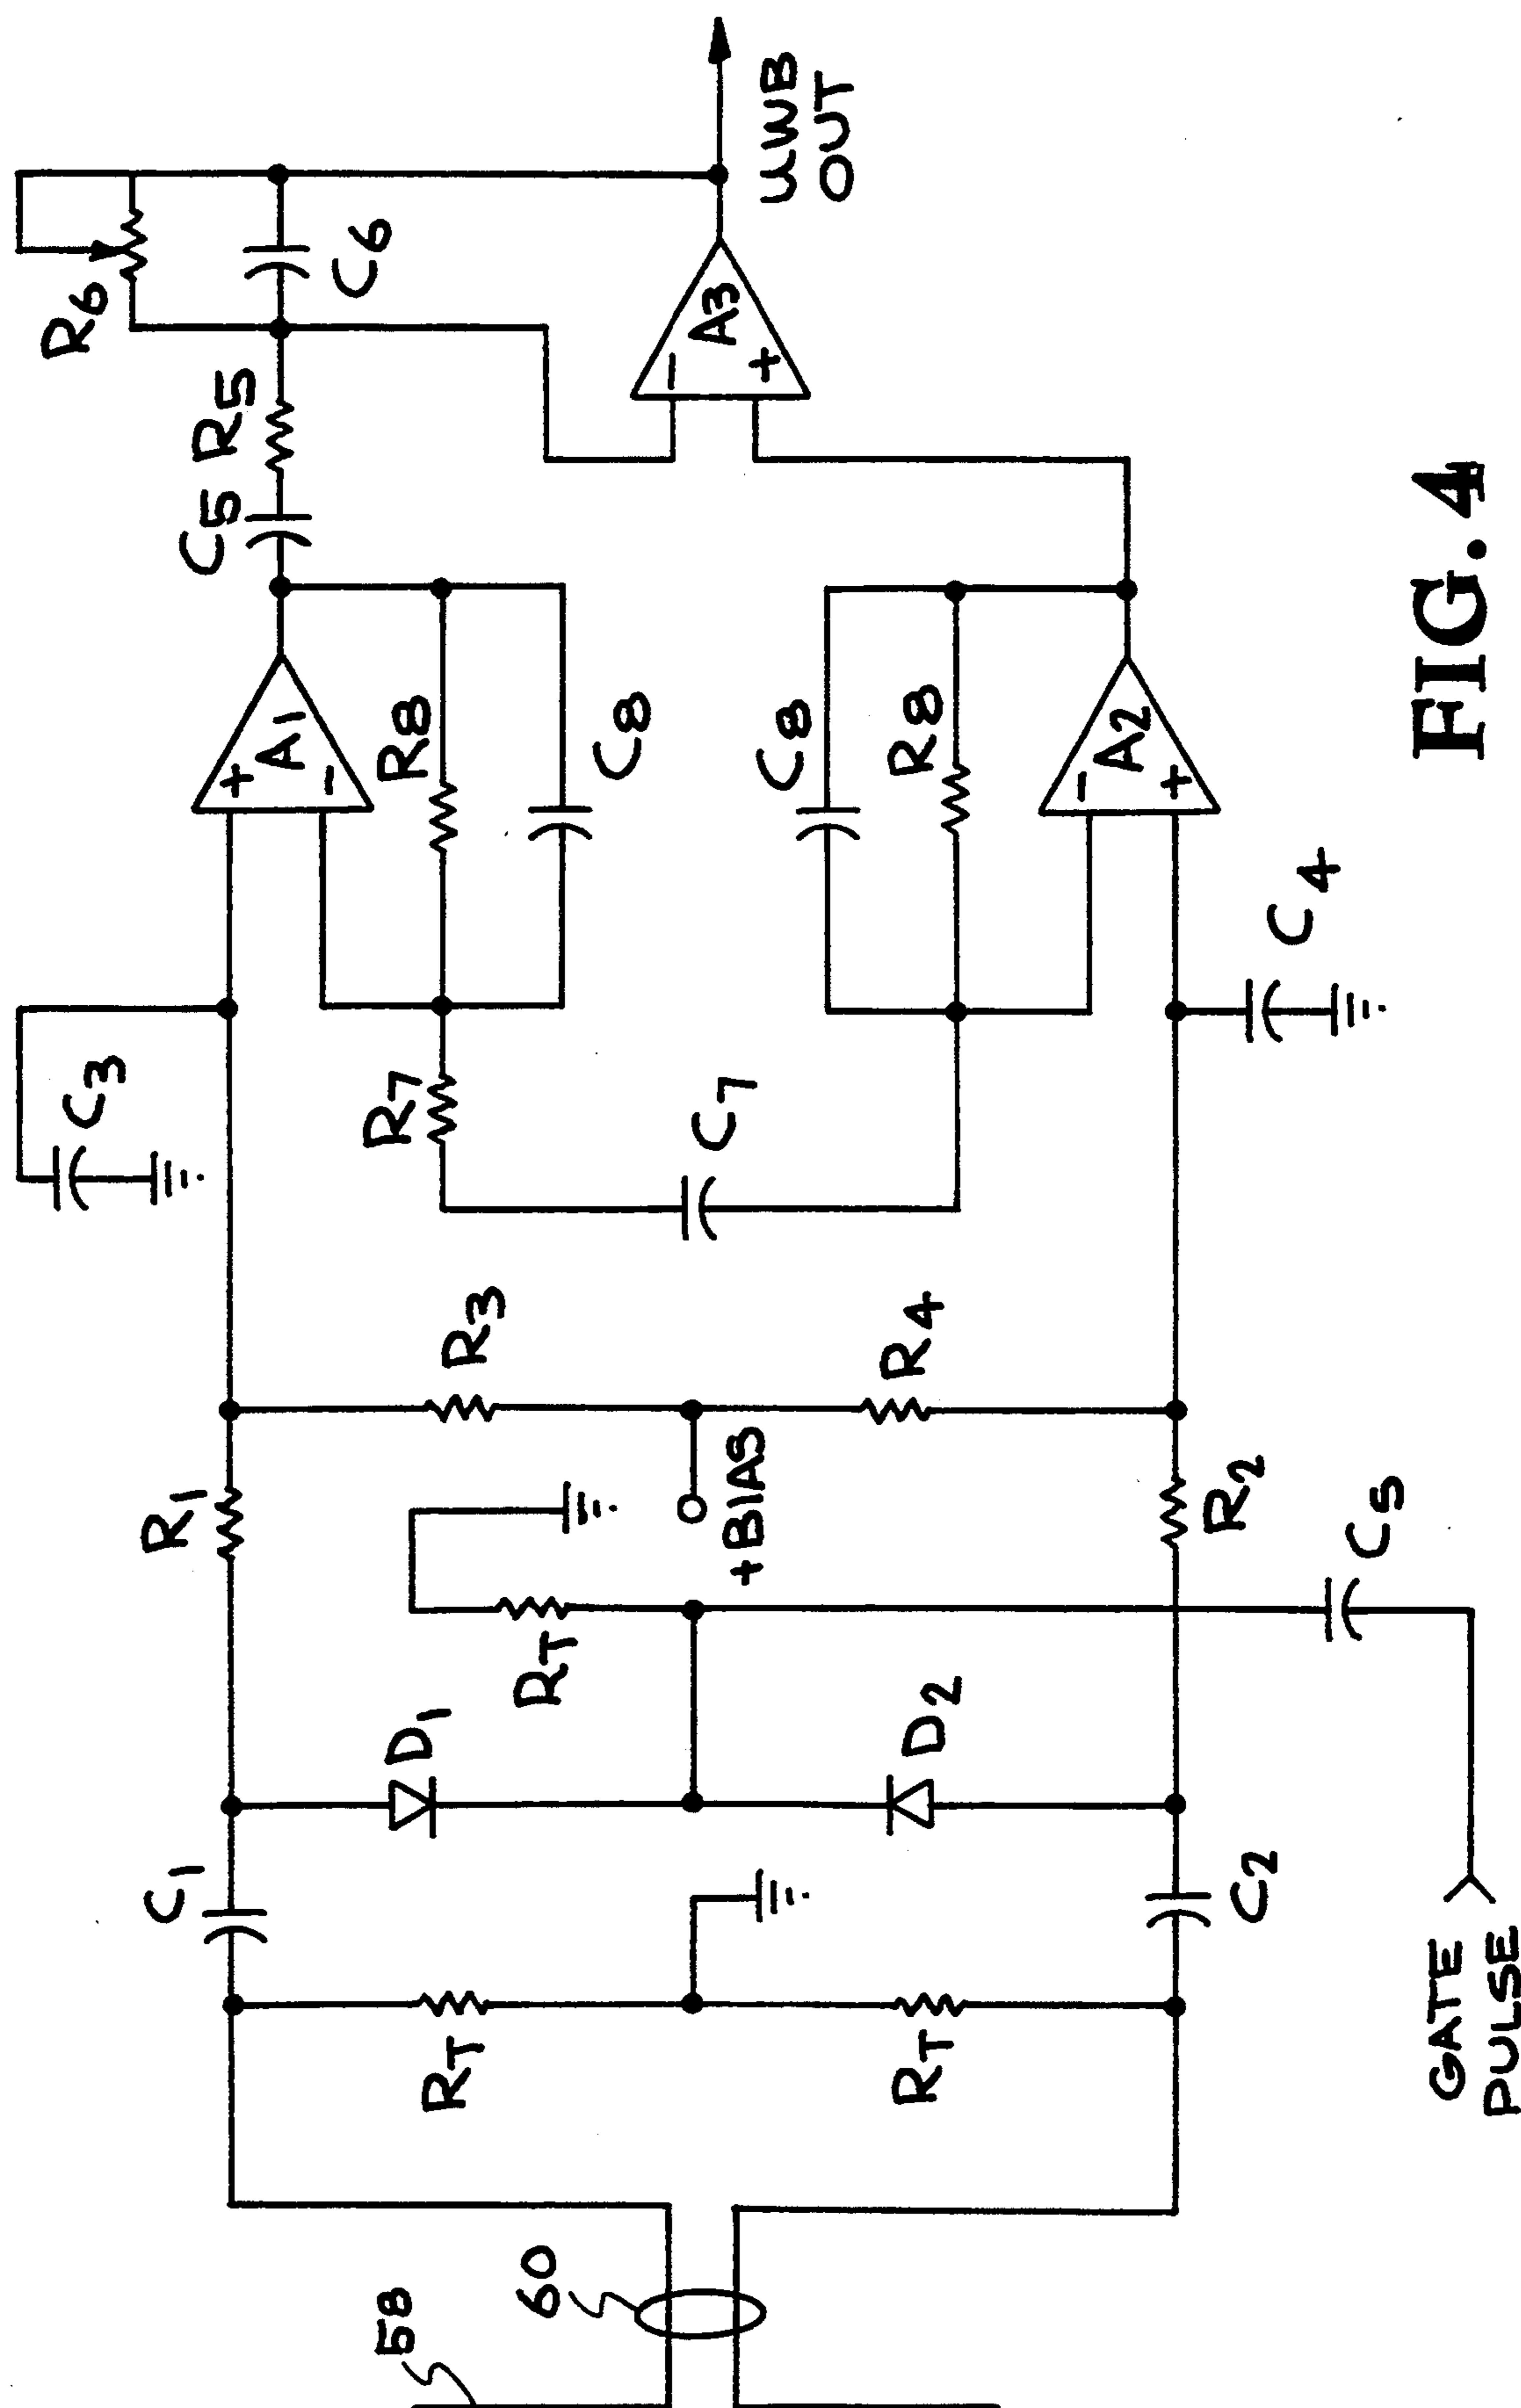 58
60
RT
RT
C1
C2
D1
D2
RT
+BIAS
R1
R2
R3
R4
C5
GATE
PULSE
C3
C4
R7
C7
+
A1
−
R8
C8
C8
R8
−
A2
+
C5
R5
R6
C6
−
A3
+
UWB
OUT
FIG. 4